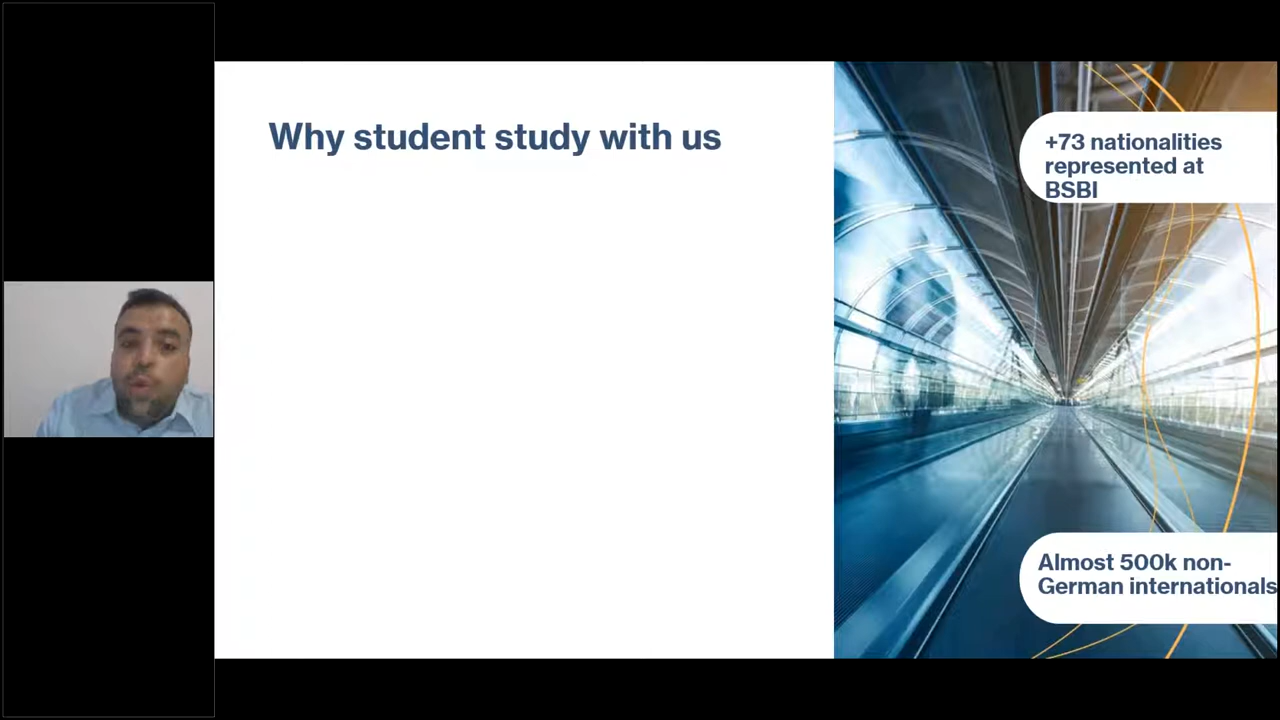 Why student study with us
+73 nationalities
represented at
BSBI
Almost 500k non-
German internationals